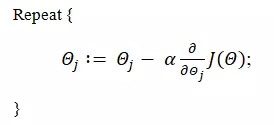 Repeat {
Θj := Θj − α ∂/∂Θj J(Θ);
}